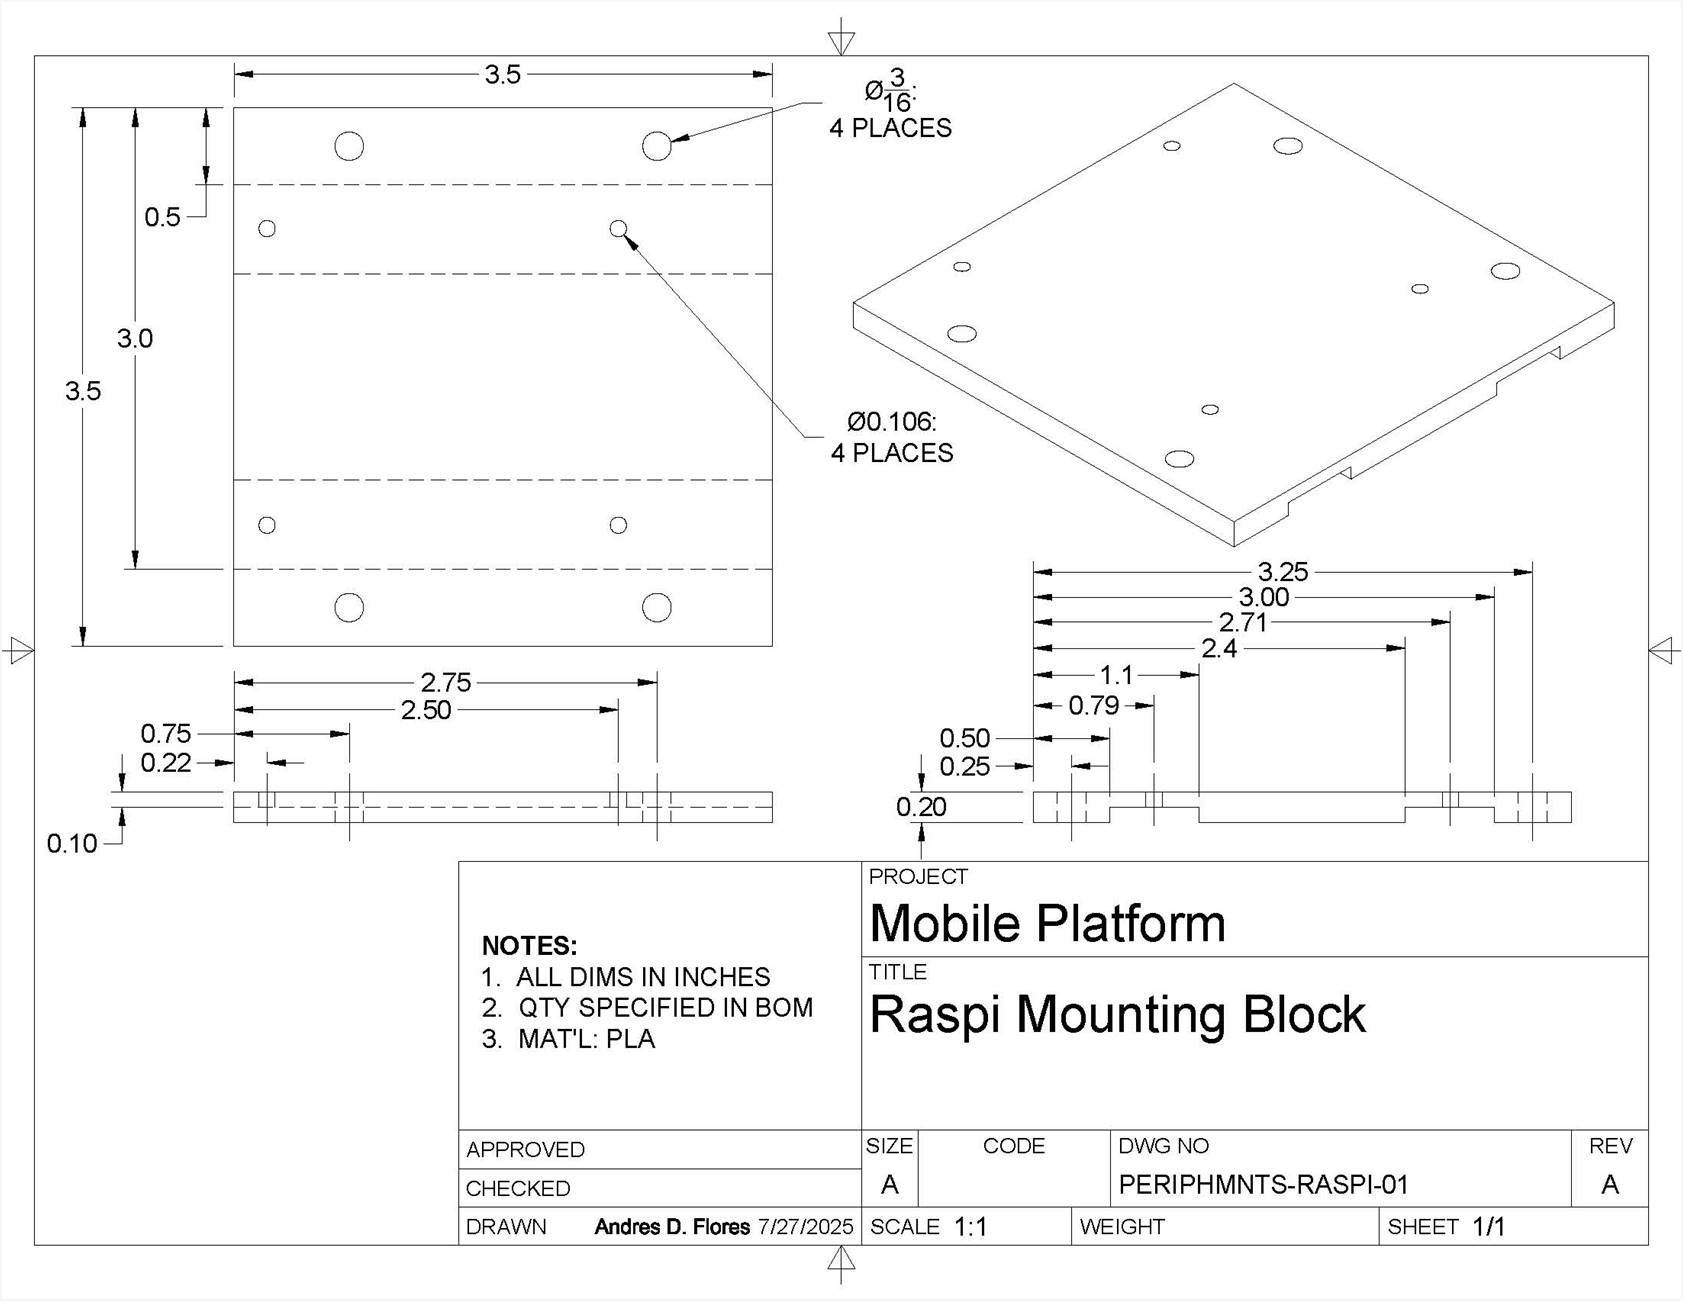 3.5
Ø3/16:
4 PLACES
0.5
3.0
3.5
Ø0.106:
4 PLACES
3.25
3.00
2.71
2.4
1.1
0.79
0.50
0.25
0.20
2.75
2.50
0.75
0.22
0.10
NOTES:
1. ALL DIMS IN INCHES
2. QTY SPECIFIED IN BOM
3. MAT'L: PLA
PROJECT
Mobile Platform
TITLE
Raspi Mounting Block
APPROVED
CHECKED
DRAWN Andres D. Flores 7/27/2025
SIZE CODE DWG NO REV
A PERIPHMNTS-RASPI-01 A
SCALE 1:1 WEIGHT SHEET 1/1